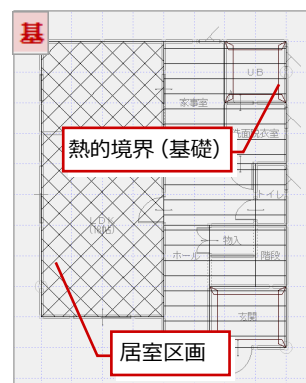 基
UB
家事室
洗面脱衣室
熱的境界（基礎）
トイレ
LDK
物入
ホール
階段
玄関
居室区画